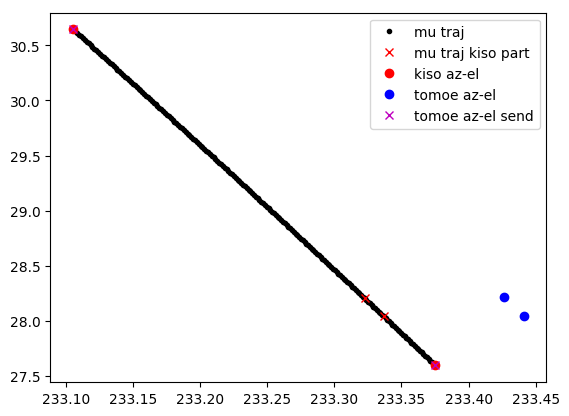 30.5
30.0
29.5
29.0
28.5
28.0
27.5
mu traj
mu traj kiso part
kiso az-el
tomoe az-el
tomoe az-el send
233.10 233.15 233.20 233.25 233.30 233.35 233.40 233.45